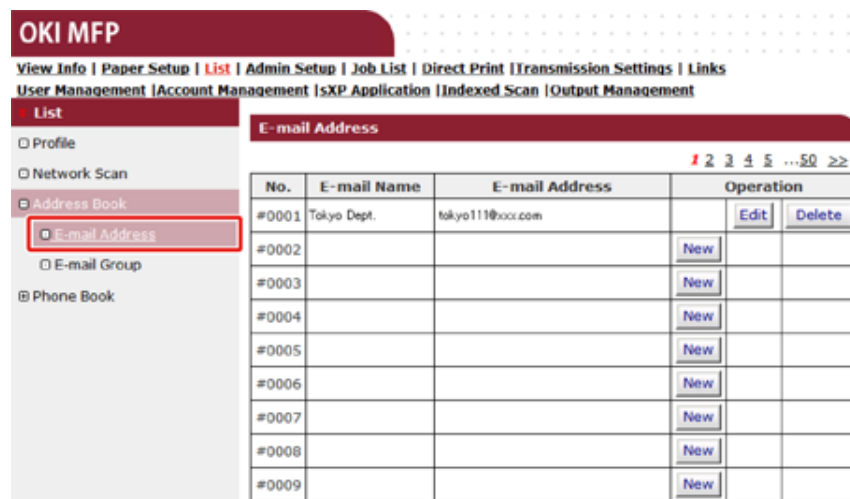 OKI MFP
View Info | Paper Setup | List | Admin Setup | Job List | Direct Print |Transmission Settings | Links
User Management |Account Management |sXP Application |Indexed Scan |Output Management
List
Profile
Network Scan
Address Book
E-mail Address
E-mail Group
Phone Book
E-mail Address
1 2 3 4 5 ...50 >>
No. E-mail Name E-mail Address Operation
#0001 Tokyo Dept. tokyo111@xxx.com Edit Delete
#0002 New
#0003 New
#0004 New
#0005 New
#0006 New
#0007 New
#0008 New
#0009 New